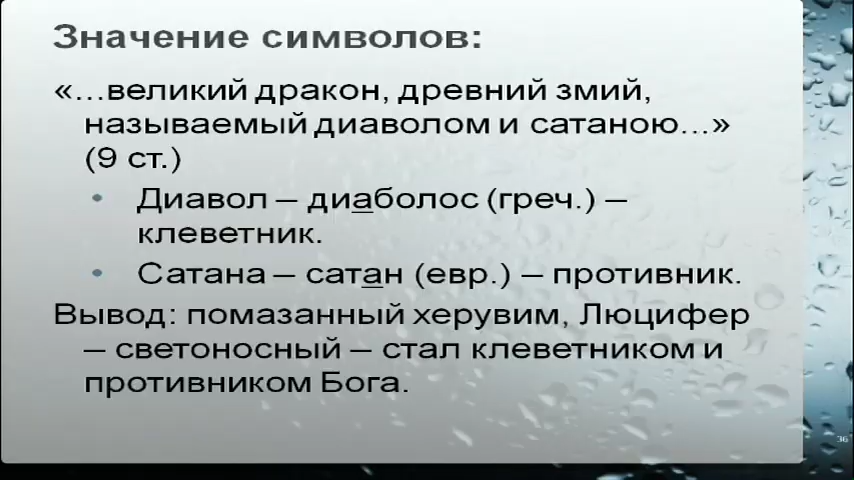 Значение символов:
«...великий дракон, древний змий,
называемый диаволом и сатаною...»
(9 ст.)
• Диавол – диаболос (греч.) –
клеветник.
• Сатана – сатан (евр.) – противник.
Вывод: помазанный херувим, Люцифер
– светоносный – стал клеветником и
противником Бога.
36